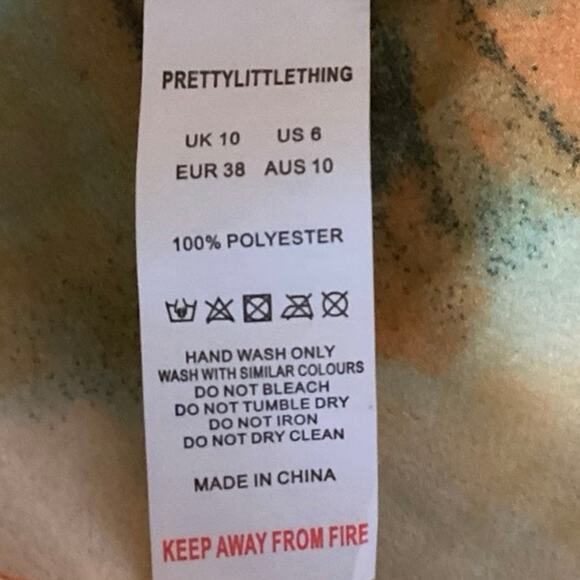 PRETTYLITTLETHING
UK 10 US 6
EUR 38 AUS 10
100% POLYESTER
HAND WASH ONLY
WASH WITH SIMILAR COLOURS
DO NOT BLEACH
DO NOT TUMBLE DRY
DO NOT IRON
DO NOT DRY CLEAN
MADE IN CHINA
KEEP AWAY FROM FIRE